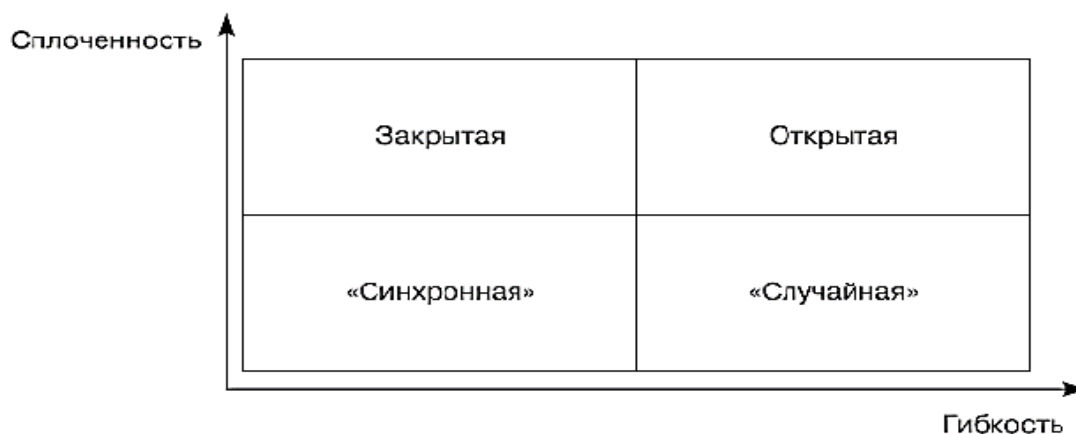 Сплоченность
Закрытая
Открытая
«Синхронная»
«Случайная»
Гибкость